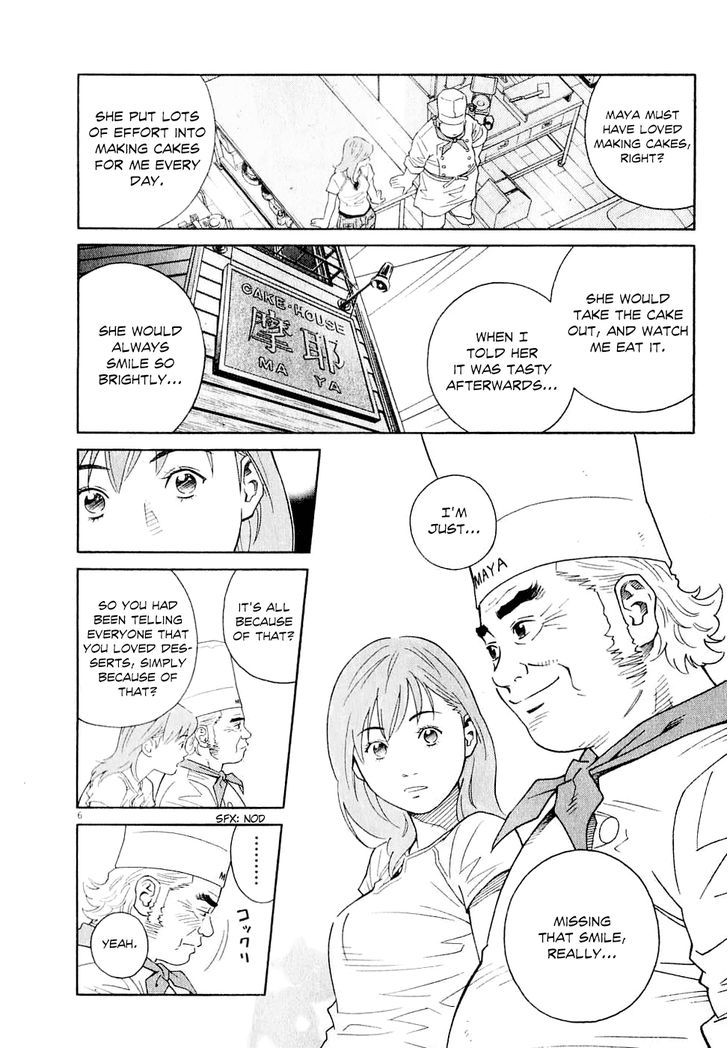 MAYA MUST
HAVE LOVED
MAKING CAKES,
RIGHT?
SHE PUT LOTS
OF EFFORT INTO
MAKING CAKES
FOR ME EVERY
DAY.
SHE WOULD
TAKE THE CAKE
OUT, AND WATCH
ME EAT IT.
WHEN I
TOLD HER
IT WAS TASTY
AFTERWARDS...
CAKE·HOUSE
摩耶
MAYA
SHE WOULD
ALWAYS
SMILE SO
BRIGHTLY...
I'M
JUST...
MAYA
MISSING
THAT SMILE,
REALLY...
IT'S ALL
BECAUSE
OF THAT?
SO YOU HAD
BEEN TELLING
EVERYONE THAT
YOU LOVED DES-
SERTS, SIMPLY
BECAUSE OF
THAT?
6
SFX: NOD
.........
M
コックリ
YEAH.